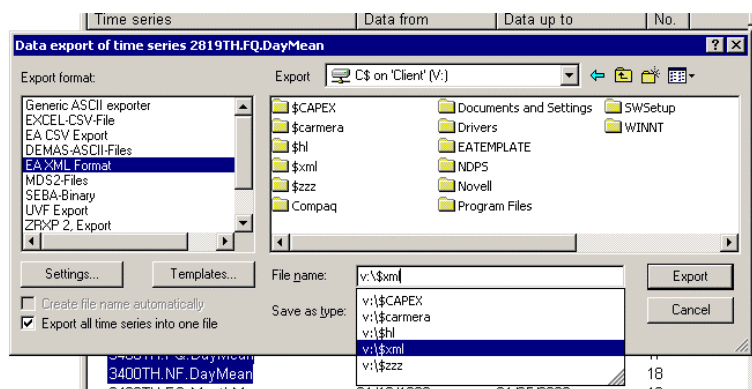 Time series Data from Data up to No.
Data export of time series 2819TH.FQ.DayMean
Export format:
Export C$ on 'Client' (V:)
Generic ASCII exporter
EXCEL-CSV-File
EA CSV Export
DEMAS-ASCII-Files
EA XML Format
MDS2-Files
SEBA-Binary
UVF Export
ZRXP 2, Export
$CAPEX
$carmera
$hl
$xml
$zzz
Compaq
Documents and Settings
Drivers
EATEMPLATE
NDPS
Novell
Program Files
SWSetup
WINNT
Settings...
Templates...
File name:
v:\$xml
Export
Create file name automatically
Export all time series into one file
Save as type:
v:\$CAPEX
v:\$carmera
v:\$hl
v:\$xml
v:\$zzz
Cancel
3400TH.NF.DayMean 18